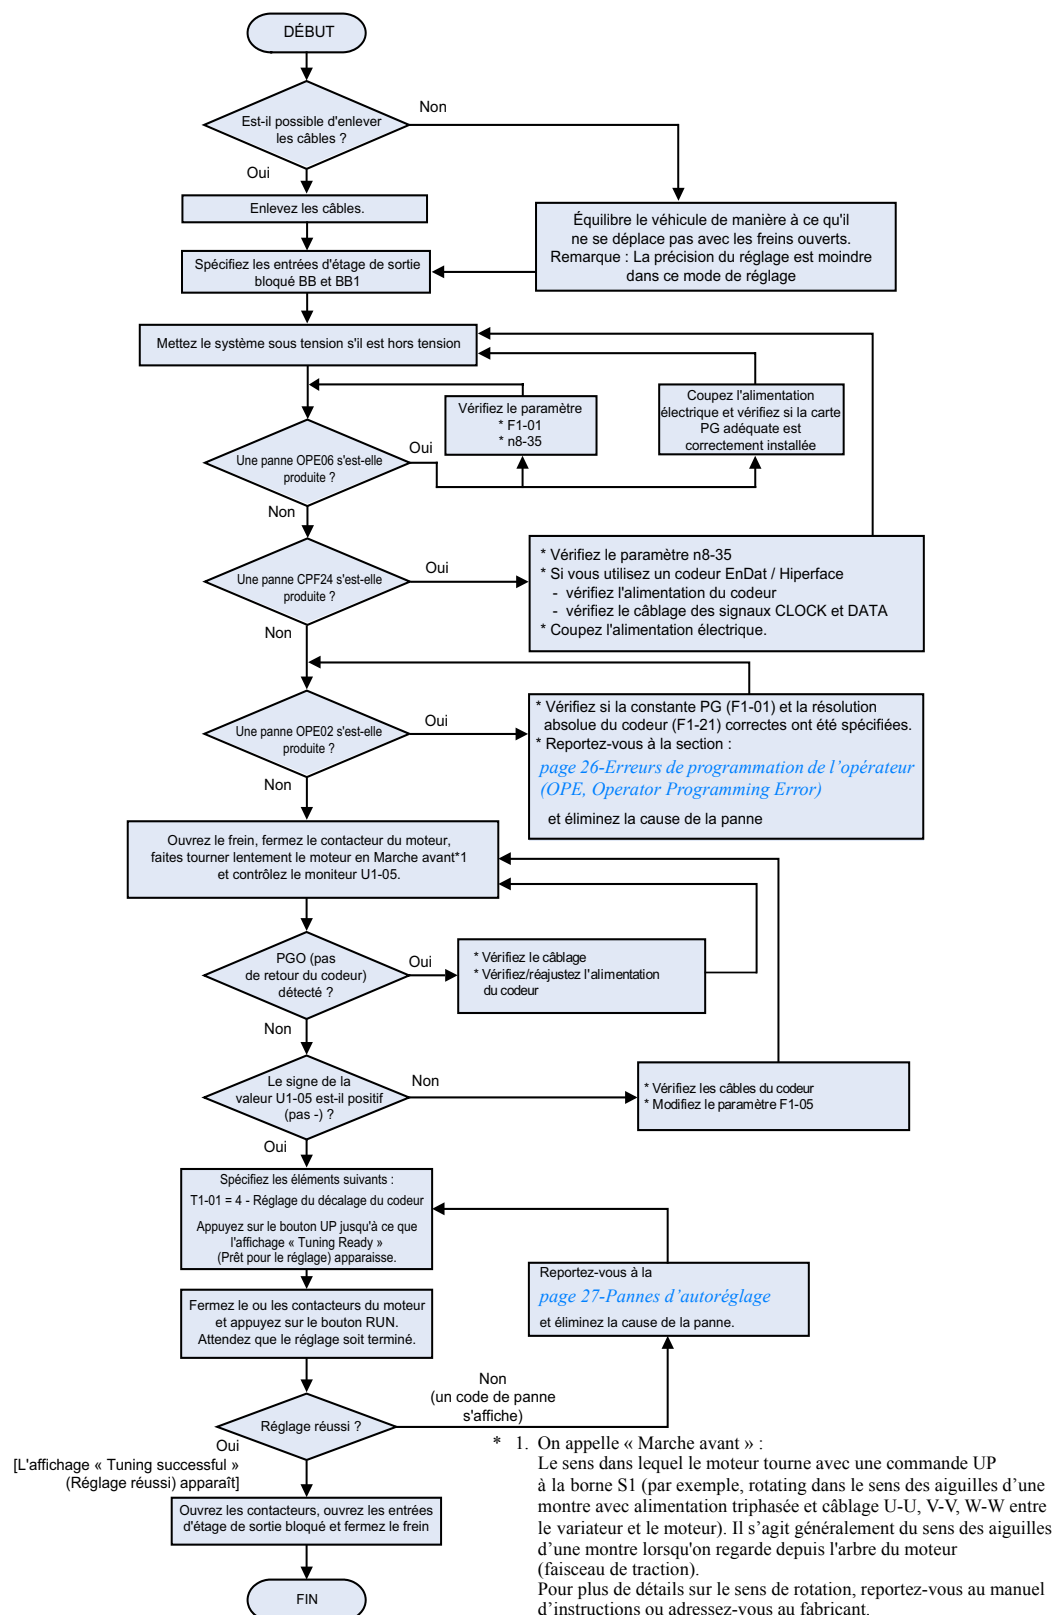 DÉBUT
Est-il possible d'enlever
les câbles ?
Non
Oui
Enlevez les câbles.
Équilibre le véhicule de manière à ce qu'il
ne se déplace pas avec les freins ouverts.
Remarque : La précision du réglage est moindre
dans ce mode de réglage
Spécifiez les entrées d'étage de sortie
bloqué BB et BB1
Mettez le système sous tension s'il est hors tension
Vérifiez le paramètre
* F1-01
* n8-35
Coupez l'alimentation
électrique et vérifiez si la carte
PG adéquate est
correctement installée
Une panne OPE06 s'est-elle
produite ?
Oui
Non
Une panne CPF24 s'est-elle
produite ?
Oui
* Vérifiez le paramètre n8-35
* Si vous utilisez un codeur EnDat / Hiperface
- vérifiez l'alimentation du codeur
- vérifiez le câblage des signaux CLOCK et DATA
* Coupez l'alimentation électrique.
Non
Une panne OPE02 s'est-elle
produite ?
Oui
* Vérifiez si la constante PG (F1-01) et la résolution
absolue du codeur (F1-21) correctes ont été spécifiées.
* Reportez-vous à la section :
page 26-Erreurs de programmation de l’opérateur
(OPE, Operator Programming Error)
et éliminez la cause de la panne
Non
Ouvrez le frein, fermez le contacteur du moteur,
faites tourner lentement le moteur en Marche avant*1
et contrôlez le moniteur U1-05.
PGO (pas
de retour du codeur)
détecté ?
Oui
* Vérifiez le câblage
* Vérifiez/réajustez l'alimentation
du codeur
Non
Le signe de la
valeur U1-05 est-il positif
(pas -) ?
Non
* Vérifiez les câbles du codeur
* Modifiez le paramètre F1-05
Oui
Spécifiez les éléments suivants :
T1-01 = 4 - Réglage du décalage du codeur
Appuyez sur le bouton UP jusqu'à ce que
l'affichage « Tuning Ready »
(Prêt pour le réglage) apparaisse.
Reportez-vous à la
page 27-Pannes d’autoréglage
et éliminez la cause de la panne.
Fermez le ou les contacteurs du moteur
et appuyez sur le bouton RUN.
Attendez que le réglage soit terminé.
Réglage réussi ?
Non
(un code de panne
s'affiche)
Oui
[L'affichage « Tuning successful »
(Réglage réussi) apparaît]
Ouvrez les contacteurs, ouvrez les entrées
d'étage de sortie bloqué et fermez le frein
FIN
* 1. On appelle « Marche avant » :
Le sens dans lequel le moteur tourne avec une commande UP
à la borne S1 (par exemple, rotating dans le sens des aiguilles d’une
montre avec alimentation triphasée et câblage U-U, V-V, W-W entre
le variateur et le moteur). Il s’agit généralement du sens des aiguilles
d’une montre lorsqu'on regarde depuis l'arbre du moteur
(faisceau de traction).
Pour plus de détails sur le sens de rotation, reportez-vous au manuel
d’instructions ou adressez-vous au fabricant.